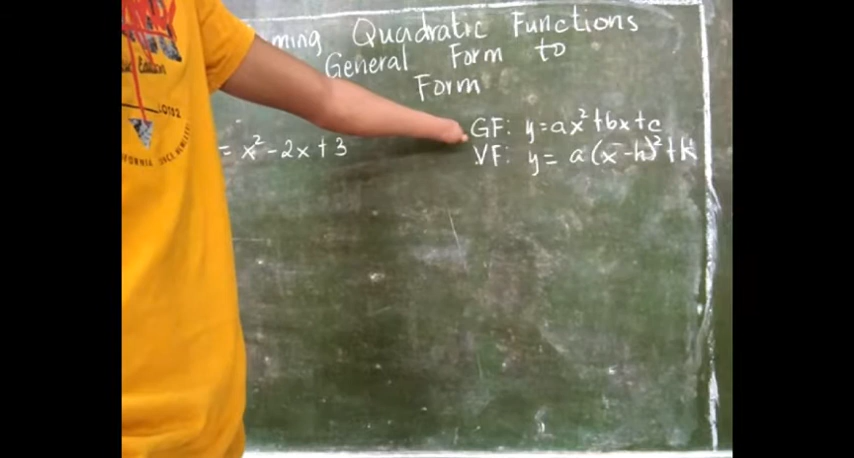 ming Quadratic Functions
General Form to
Form
= x² - 2x + 3
GF: y = ax² + bx + c
VF: y = a(x - h)² + k